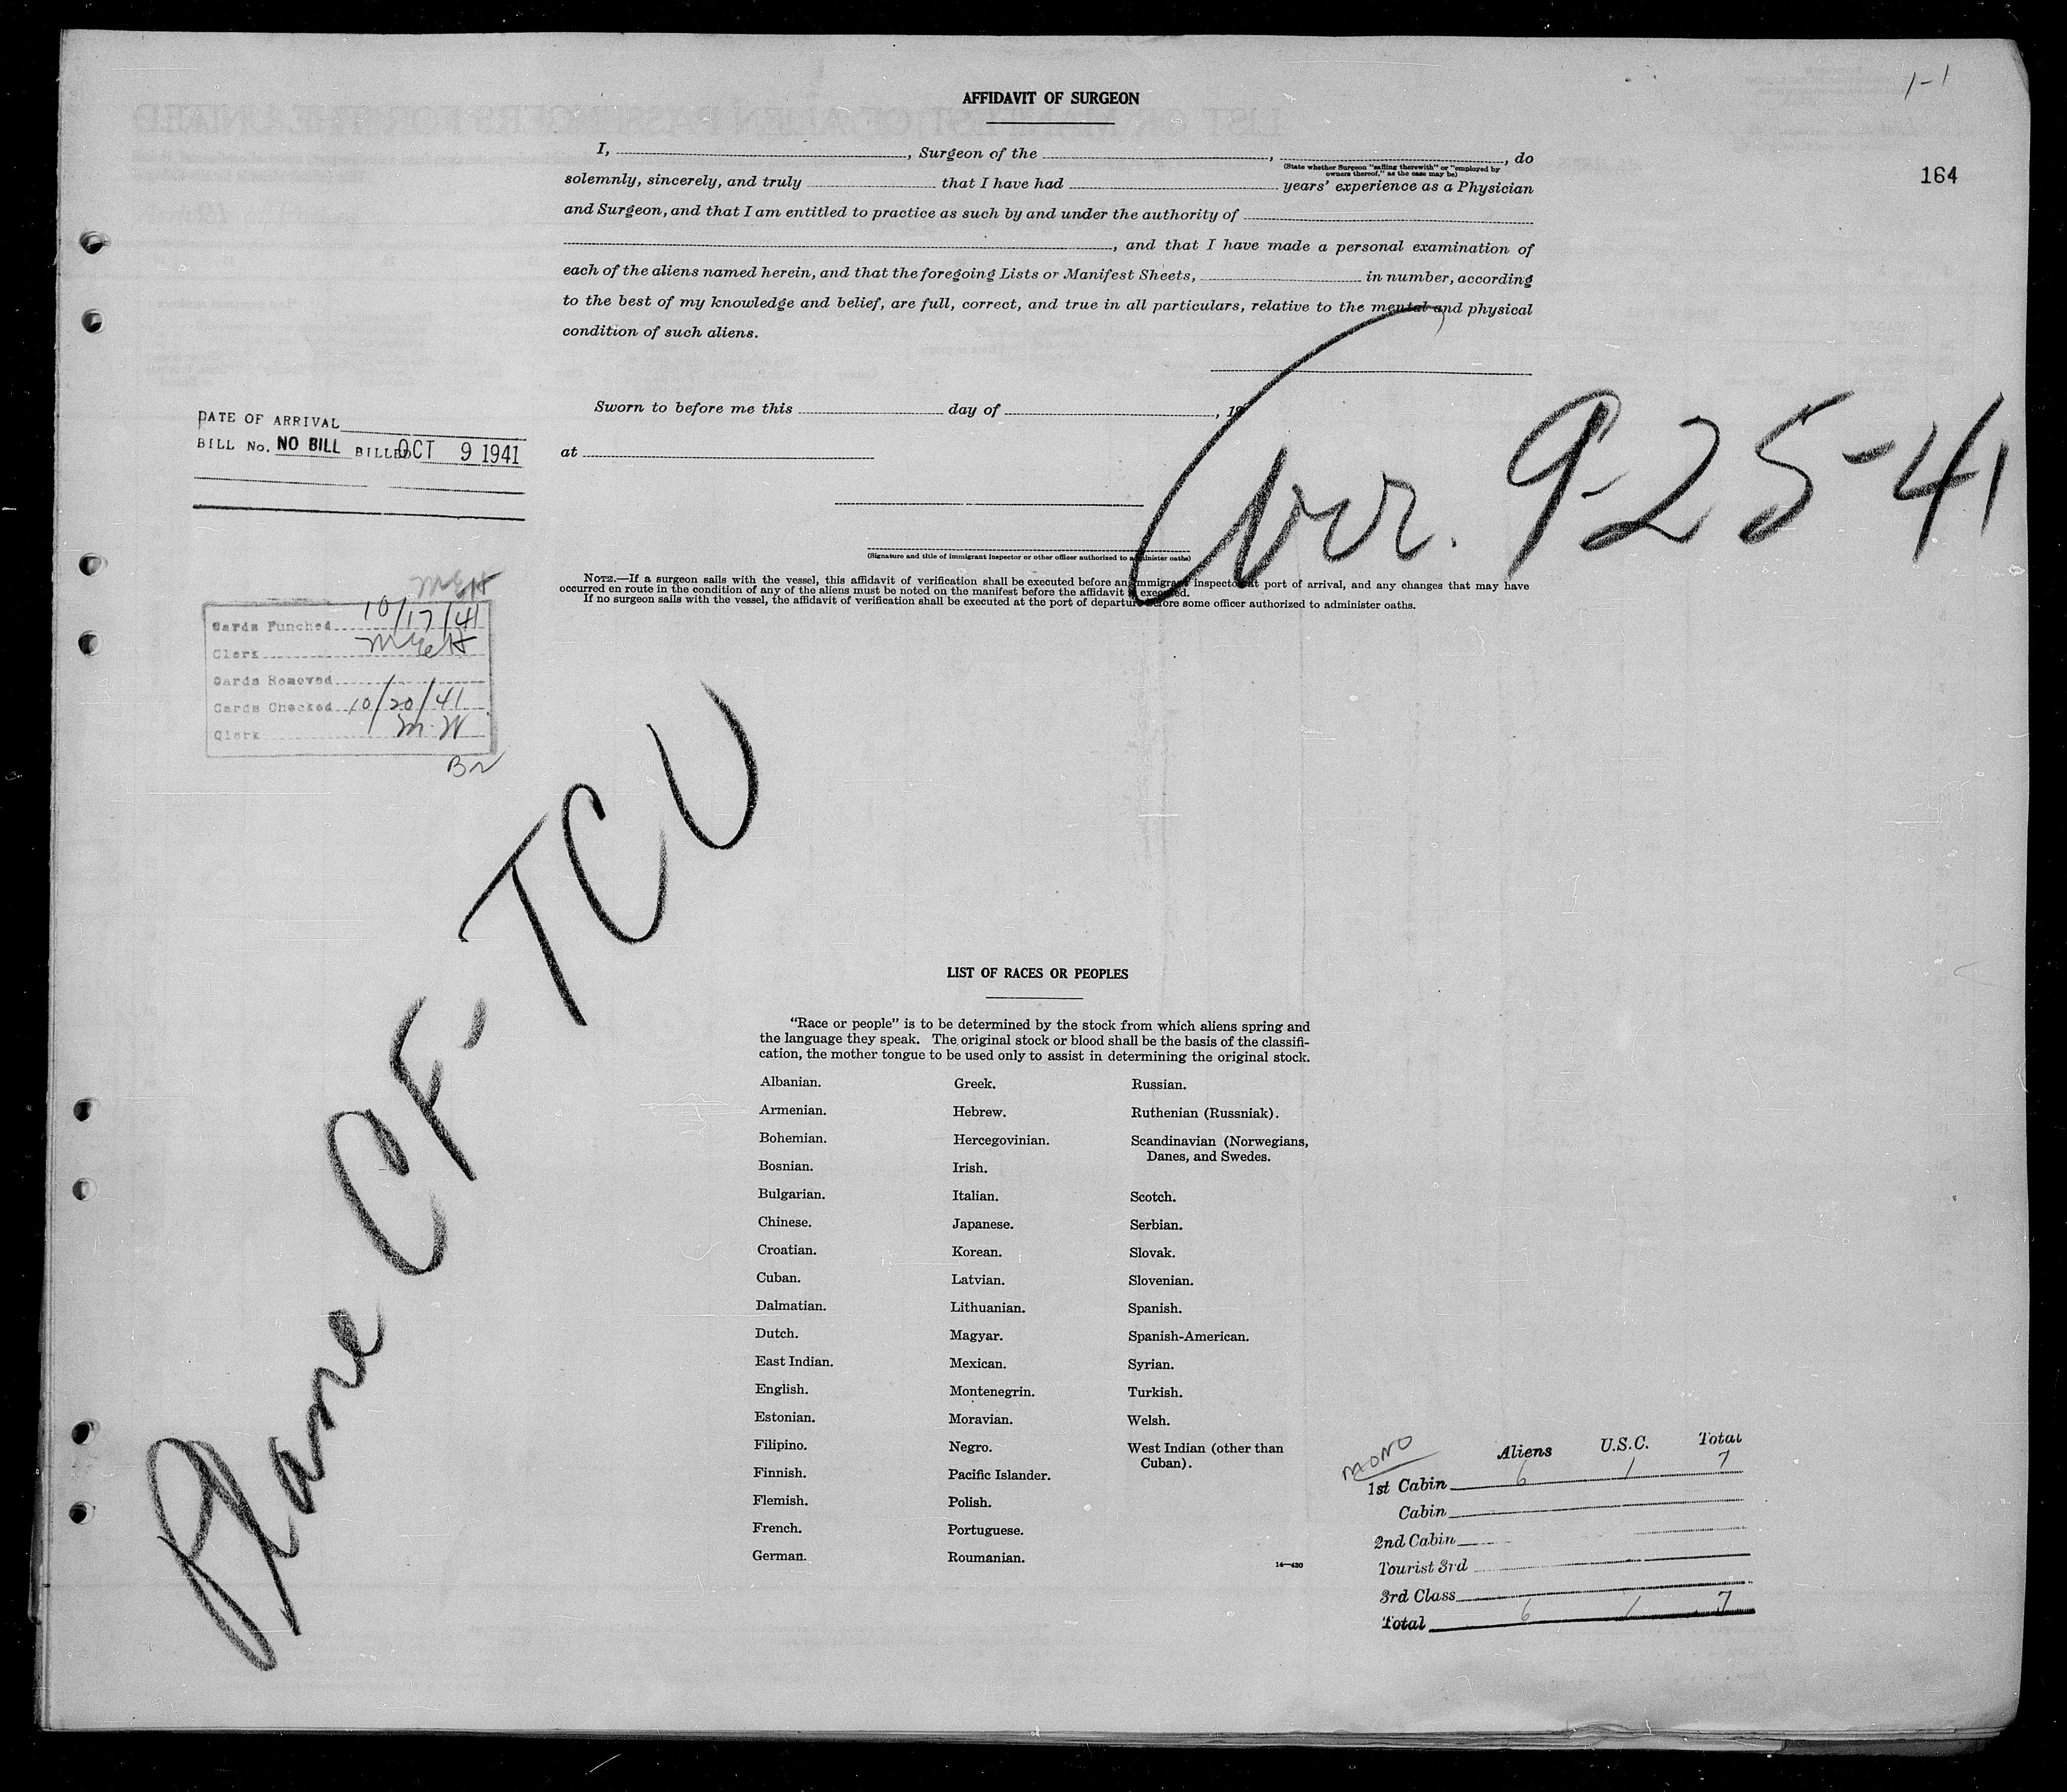 1-1
164
AFFIDAVIT OF SURGEON
I, , Surgeon of the , , do
(State whether Surgeon "sailing therewith" or "employed by
owners thereof," as the case may be)
solemnly, sincerely, and truly that I have had years' experience as a Physician
and Surgeon, and that I am entitled to practice as such by and under the authority of
, and that I have made a personal examination of
each of the aliens named herein, and that the foregoing Lists or Manifest Sheets, in number, according
to the best of my knowledge and belief, are full, correct, and true in all particulars, relative to the mental and physical
condition of such aliens.
Sworn to before me this day of , 19
at
Arr. 9-25-41
(Signature and title of immigrant inspector or other officer authorized to administer oaths)
NOTE.—If a surgeon sails with the vessel, this affidavit of verification shall be executed before an immigrant inspector at port of arrival, and any changes that may have
occurred en route in the condition of any of the aliens must be noted on the manifest before the affidavit is executed.
If no surgeon sails with the vessel, the affidavit of verification shall be executed at the port of departure before some officer authorized to administer oaths.
DATE OF ARRIVAL
BILL No. NO BILL BILLED OCT 9 1941
Cards Punched 10/17/41
Clerk
Cards Removed
Cards Checked 10/20/41
Clerk M.W
Plane CF-TCU
LIST OF RACES OR PEOPLES
"Race or people" is to be determined by the stock from which aliens spring and
the language they speak. The original stock or blood shall be the basis of the classifi-
cation, the mother tongue to be used only to assist in determining the original stock.
Albanian.
Armenian.
Bohemian.
Bosnian.
Bulgarian.
Chinese.
Croatian.
Cuban.
Dalmatian.
Dutch.
East Indian.
English.
Estonian.
Filipino.
Finnish.
Flemish.
French.
German.
Greek.
Hebrew.
Hercegovinian.
Irish.
Italian.
Japanese.
Korean.
Latvian.
Lithuanian.
Magyar.
Mexican.
Montenegrin.
Moravian.
Negro.
Pacific Islander.
Polish.
Portuguese.
Roumanian.
Russian.
Ruthenian (Russniak).
Scandinavian (Norwegians,
Danes, and Swedes.
Scotch.
Serbian.
Slovak.
Slovenian.
Spanish.
Spanish-American.
Syrian.
Turkish.
Welsh.
West Indian (other than
Cuban).
14—430
MONO
Aliens U.S.C. Total
1st Cabin 6 1 7
Cabin
2nd Cabin
Tourist 3rd
3rd Class
Total 6 1 7